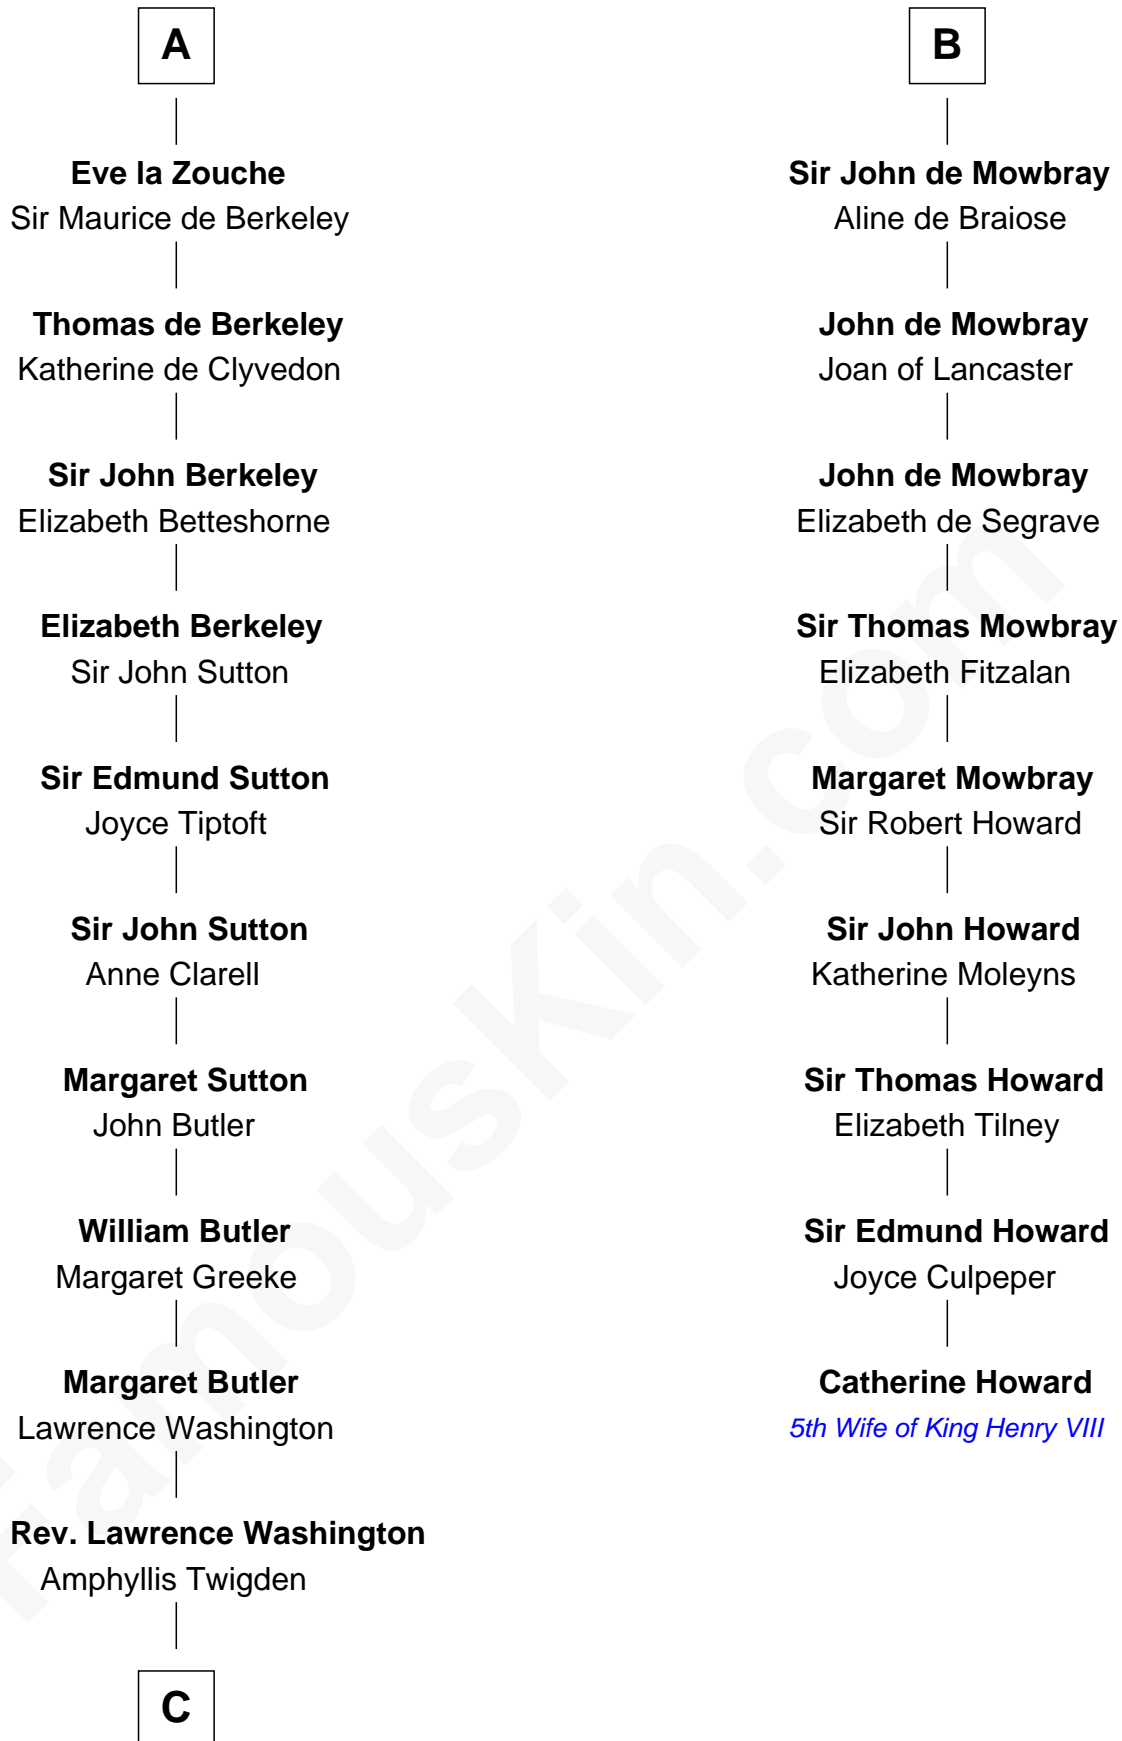 A
Eve la Zouche
Sir Maurice de Berkeley
Thomas de Berkeley
Katherine de Clyvedon
Sir John Berkeley
Elizabeth Betteshorne
Elizabeth Berkeley
Sir John Sutton
Sir Edmund Sutton
Joyce Tiptoft
Sir John Sutton
Anne Clarell
Margaret Sutton
John Butler
William Butler
Margaret Greeke
Margaret Butler
Lawrence Washington
Rev. Lawrence Washington
Amphyllis Twigden
C
B
Sir John de Mowbray
Aline de Braiose
John de Mowbray
Joan of Lancaster
John de Mowbray
Elizabeth de Segrave
Sir Thomas Mowbray
Elizabeth Fitzalan
Margaret Mowbray
Sir Robert Howard
Sir John Howard
Katherine Moleyns
Sir Thomas Howard
Elizabeth Tilney
Sir Edmund Howard
Joyce Culpeper
Catherine Howard
5th Wife of King Henry VIII
FamousKin.com